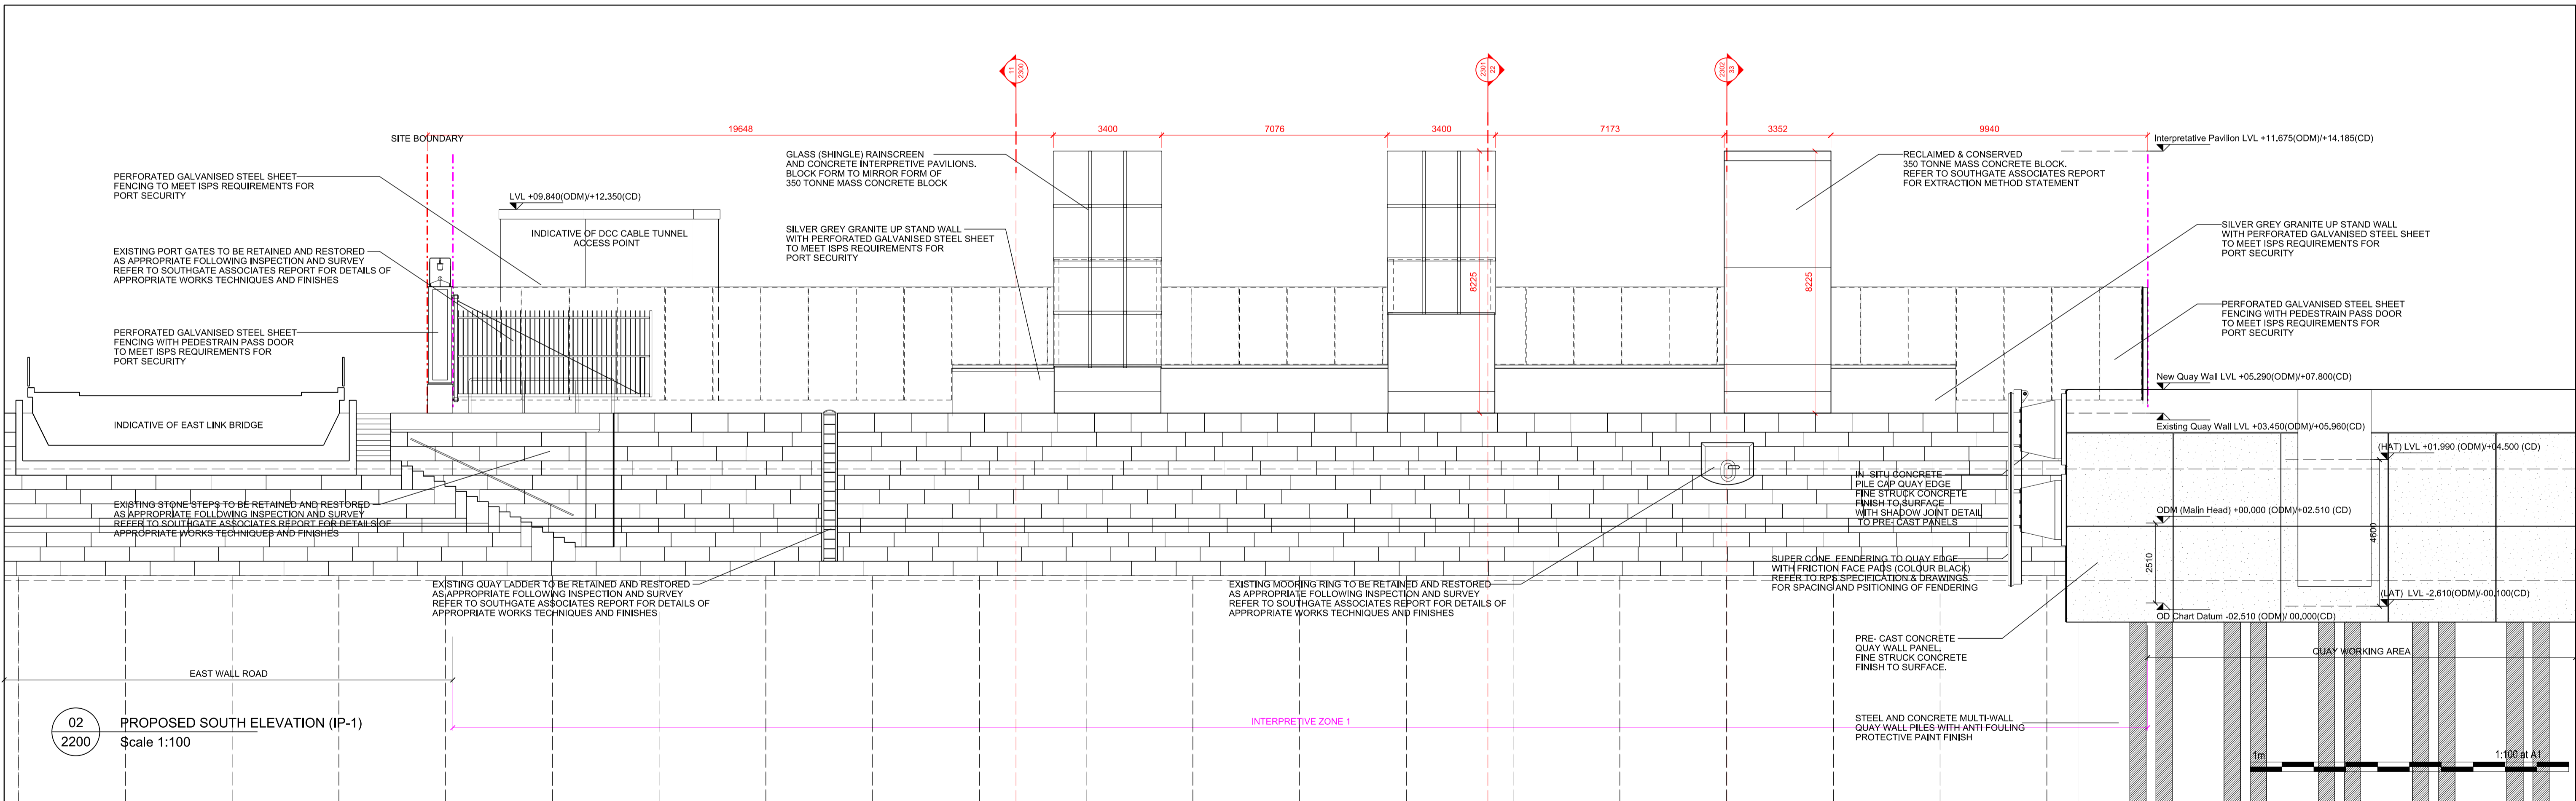 11
2300
2301
22
2302
33
19648
3400
7076
3400
7173
3352
9940
SITE BOUNDARY
Interpretative Pavilion LVL +11.675(ODM)/+14.185(CD)
PERFORATED GALVANISED STEEL SHEET
FENCING TO MEET ISPS REQUIREMENTS FOR
PORT SECURITY
LVL +09.840(ODM)/+12.350(CD)
INDICATIVE OF DCC CABLE TUNNEL
ACCESS POINT
GLASS (SHINGLE) RAINSCREEN
AND CONCRETE INTERPRETIVE PAVILIONS.
BLOCK FORM TO MIRROR FORM OF
350 TONNE MASS CONCRETE BLOCK
RECLAIMED & CONSERVED
350 TONNE MASS CONCRETE BLOCK.
REFER TO SOUTHGATE ASSOCIATES REPORT
FOR EXTRACTION METHOD STATEMENT
EXISTING PORT GATES TO BE RETAINED AND RESTORED
AS APPROPRIATE FOLLOWING INSPECTION AND SURVEY
REFER TO SOUTHGATE ASSOCIATES REPORT FOR DETAILS OF
APPROPRIATE WORKS TECHNIQUES AND FINISHES
SILVER GREY GRANITE UP STAND WALL
WITH PERFORATED GALVANISED STEEL SHEET
TO MEET ISPS REQUIREMENTS FOR
PORT SECURITY
SILVER GREY GRANITE UP STAND WALL
WITH PERFORATED GALVANISED STEEL SHEET
TO MEET ISPS REQUIREMENTS FOR
PORT SECURITY
8225
8225
PERFORATED GALVANISED STEEL SHEET
FENCING WITH PEDESTRAIN PASS DOOR
TO MEET ISPS REQUIREMENTS FOR
PORT SECURITY
PERFORATED GALVANISED STEEL SHEET
FENCING WITH PEDESTRAIN PASS DOOR
TO MEET ISPS REQUIREMENTS FOR
PORT SECURITY
New Quay Wall LVL +05.290(ODM)/+07.800(CD)
INDICATIVE OF EAST LINK BRIDGE
Existing Quay Wall LVL +03.450(ODM)/+05.960(CD)
(HAT) LVL +01.990 (ODM)/+04.500 (CD)
EXISTING STONE STEPS TO BE RETAINED AND RESTORED
AS APPROPRIATE FOLLOWING INSPECTION AND SURVEY
REFER TO SOUTHGATE ASSOCIATES REPORT FOR DETAILS OF
APPROPRIATE WORKS TECHNIQUES AND FINISHES
IN -SITU CONCRETE
PILE CAP QUAY EDGE
FINE STRUCK CONCRETE
FINISH TO SURFACE
WITH SHADOW JOINT DETAIL
TO PRE- CAST PANELS
ODM (Malin Head) +00.000 (ODM)/+02.510 (CD)
4600
2510
EXISTING QUAY LADDER TO BE RETAINED AND RESTORED
AS APPROPRIATE FOLLOWING INSPECTION AND SURVEY
REFER TO SOUTHGATE ASSOCIATES REPORT FOR DETAILS OF
APPROPRIATE WORKS TECHNIQUES AND FINISHES
EXISTING MOORING RING TO BE RETAINED AND RESTORED
AS APPROPRIATE FOLLOWING INSPECTION AND SURVEY
REFER TO SOUTHGATE ASSOCIATES REPORT FOR DETAILS OF
APPROPRIATE WORKS TECHNIQUES AND FINISHES
SUPER CONE FENDERING TO QUAY EDGE
WITH FRICTION FACE PADS (COLOUR BLACK)
REFER TO RPS SPECIFICATION & DRAWINGS
FOR SPACING AND PSITIONING OF FENDERING
(LAT) LVL -2.610(ODM)/-00.100(CD)
OD Chart Datum -02.510 (ODM)/ 00.000(CD)
PRE- CAST CONCRETE
QUAY WALL PANEL.
FINE STRUCK CONCRETE
FINISH TO SURFACE.
EAST WALL ROAD
QUAY WORKING AREA
INTERPRETIVE ZONE 1
STEEL AND CONCRETE MULTI-WALL
QUAY WALL PILES WITH ANTI FOULING
PROTECTIVE PAINT FINISH
02
2200
PROPOSED SOUTH ELEVATION (IP-1)
Scale 1:100
1m
1:100 at A1